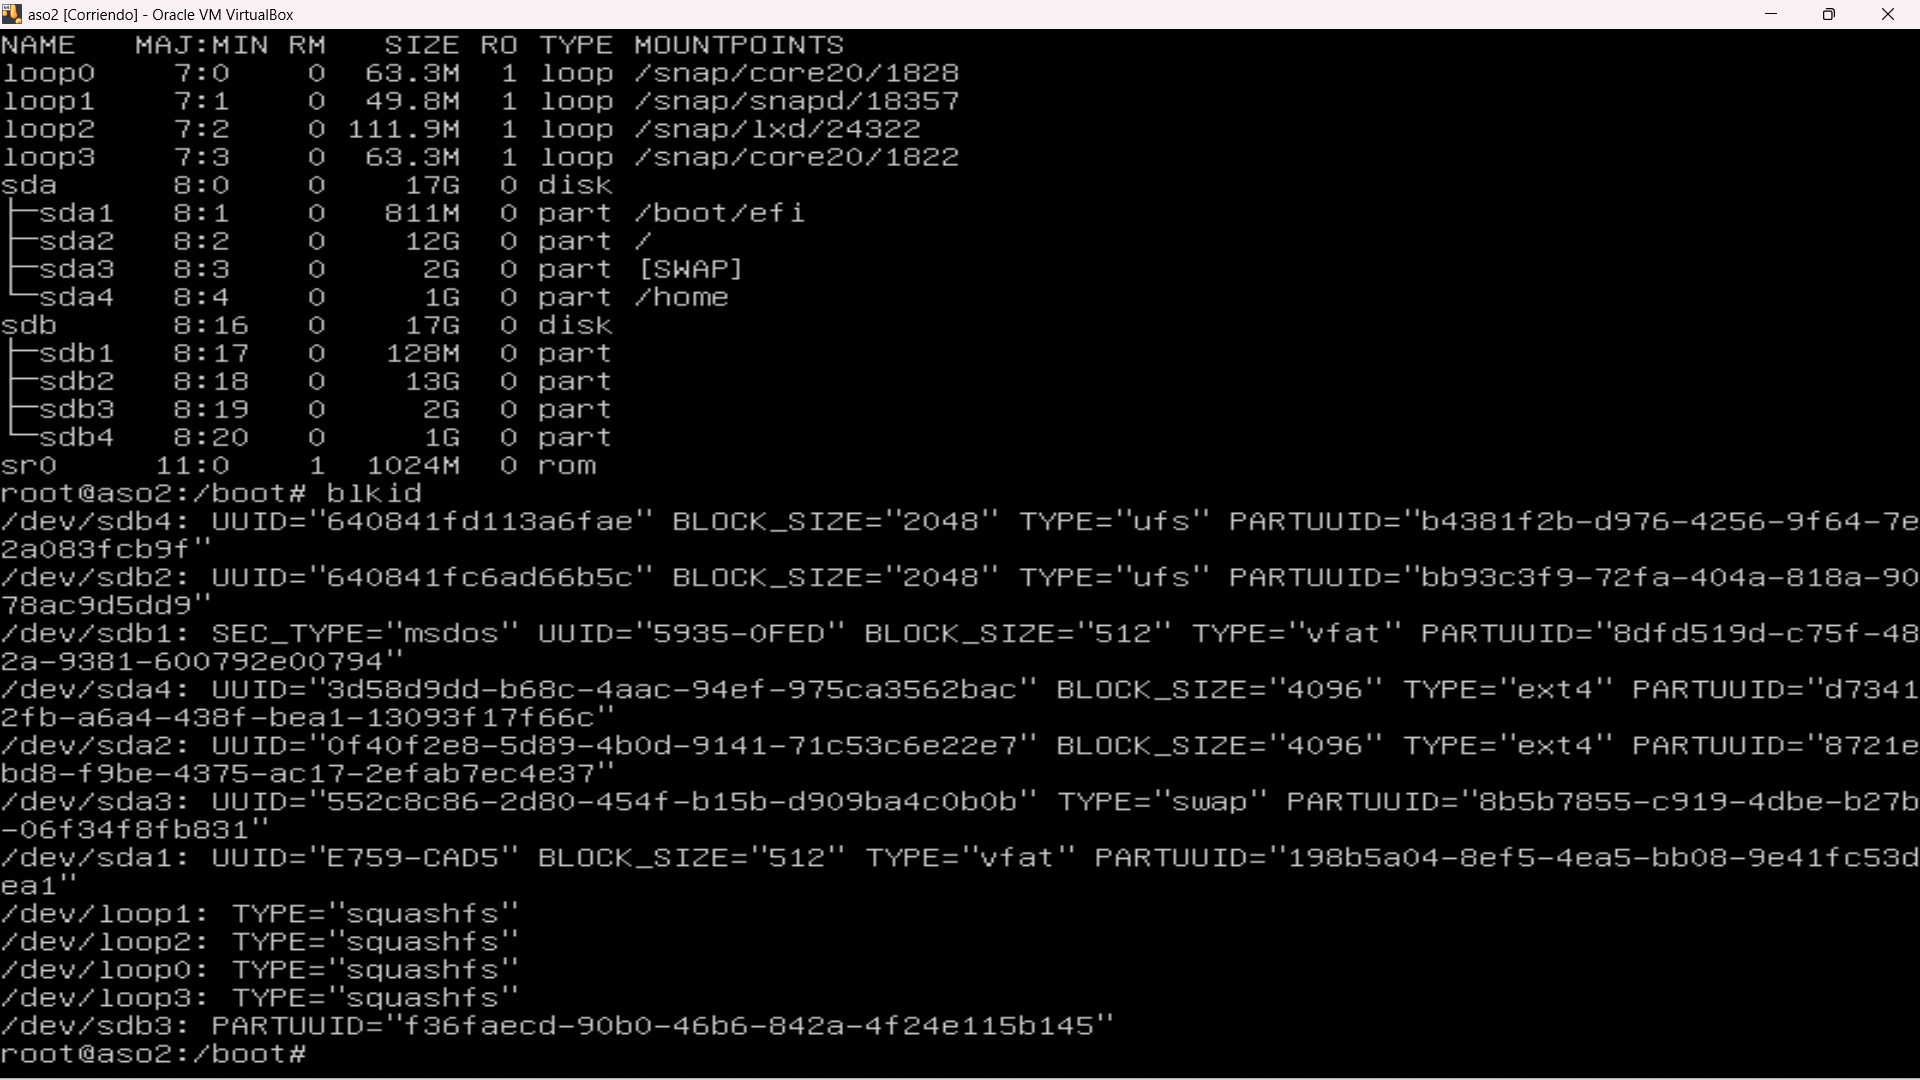 aso2 [Corriendo] - Oracle VM VirtualBox
NAME   MAJ:MIN RM   SIZE RO TYPE MOUNTPOINTS
loop0    7:0    0  63.3M  1 loop /snap/core20/1828
loop1    7:1    0  49.8M  1 loop /snap/snapd/18357
loop2    7:2    0 111.9M  1 loop /snap/lxd/24322
loop3    7:3    0  63.3M  1 loop /snap/core20/1822
sda      8:0    0    17G  0 disk
├─sda1   8:1    0   811M  0 part /boot/efi
├─sda2   8:2    0    12G  0 part /
├─sda3   8:3    0     2G  0 part [SWAP]
└─sda4   8:4    0     1G  0 part /home
sdb      8:16   0    17G  0 disk
├─sdb1   8:17   0   128M  0 part
├─sdb2   8:18   0    13G  0 part
├─sdb3   8:19   0     2G  0 part
└─sdb4   8:20   0     1G  0 part
sr0     11:0    1  1024M  0 rom
root@aso2:/boot# blkid
/dev/sdb4: UUID="640841fd113a6fae" BLOCK_SIZE="2048" TYPE="ufs" PARTUUID="b4381f2b-d976-4256-9f64-7e
2a083fcb9f"
/dev/sdb2: UUID="640841fc6ad66b5c" BLOCK_SIZE="2048" TYPE="ufs" PARTUUID="bb93c3f9-72fa-404a-818a-90
78ac9d5dd9"
/dev/sdb1: SEC_TYPE="msdos" UUID="5935-0FED" BLOCK_SIZE="512" TYPE="vfat" PARTUUID="8dfd519d-c75f-48
2a-9381-600792e00794"
/dev/sda4: UUID="3d58d9dd-b68c-4aac-94ef-975ca3562bac" BLOCK_SIZE="4096" TYPE="ext4" PARTUUID="d7341
2fb-a6a4-438f-bea1-13093f17f66c"
/dev/sda2: UUID="0f40f2e8-5d89-4b0d-9141-71c53c6e22e7" BLOCK_SIZE="4096" TYPE="ext4" PARTUUID="8721e
bd8-f9be-4375-ac17-2efab7ec4e37"
/dev/sda3: UUID="552c8c86-2d80-454f-b15b-d909ba4c0b0b" TYPE="swap" PARTUUID="8b5b7855-c919-4dbe-b27b
-06f34f8fb831"
/dev/sda1: UUID="E759-CAD5" BLOCK_SIZE="512" TYPE="vfat" PARTUUID="198b5a04-8ef5-4ea5-bb08-9e41fc53d
ea1"
/dev/loop1: TYPE="squashfs"
/dev/loop2: TYPE="squashfs"
/dev/loop0: TYPE="squashfs"
/dev/loop3: TYPE="squashfs"
/dev/sdb3: PARTUUID="f36faecd-90b0-46b6-842a-4f24e115b145"
root@aso2:/boot#